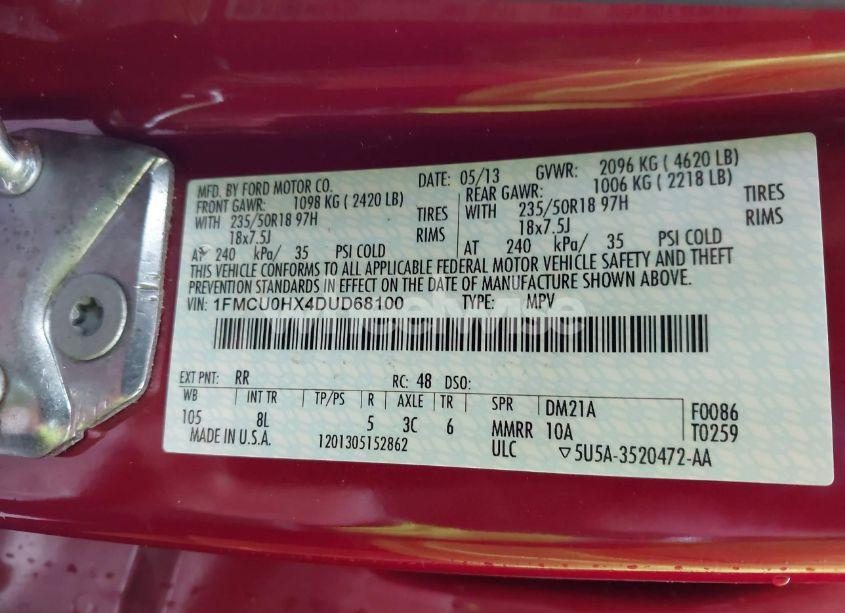 MFD. BY FORD MOTOR CO. DATE: 05/13 GVWR: 2096 KG ( 4620 LB)
FRONT GAWR: 1098 KG ( 2420 LB) REAR GAWR: 1006 KG ( 2218 LB)
WITH 235/50R18 97H TIRES WITH 235/50R18 97H TIRES
18x7.5J RIMS 18x7.5J RIMS
AT 240 kPa/ 35 PSI COLD AT 240 kPa/ 35 PSI COLD
THIS VEHICLE CONFORMS TO ALL APPLICABLE FEDERAL MOTOR VEHICLE SAFETY AND THEFT
PREVENTION STANDARDS IN EFFECT ON THE DATE OF MANUFACTURE SHOWN ABOVE.
VIN: 1FMCU0HX4DUD68100 TYPE: MPV
wheelwise
EXT PNT: RR RC: 48 DSO:
WB INT TR TP/PS R AXLE TR SPR DM21A F0086
105 8L 5 3C 6 MMRR 10A T0259
MADE IN U.S.A. 1201305152862 ULC ▽5U5A-3520472-AA